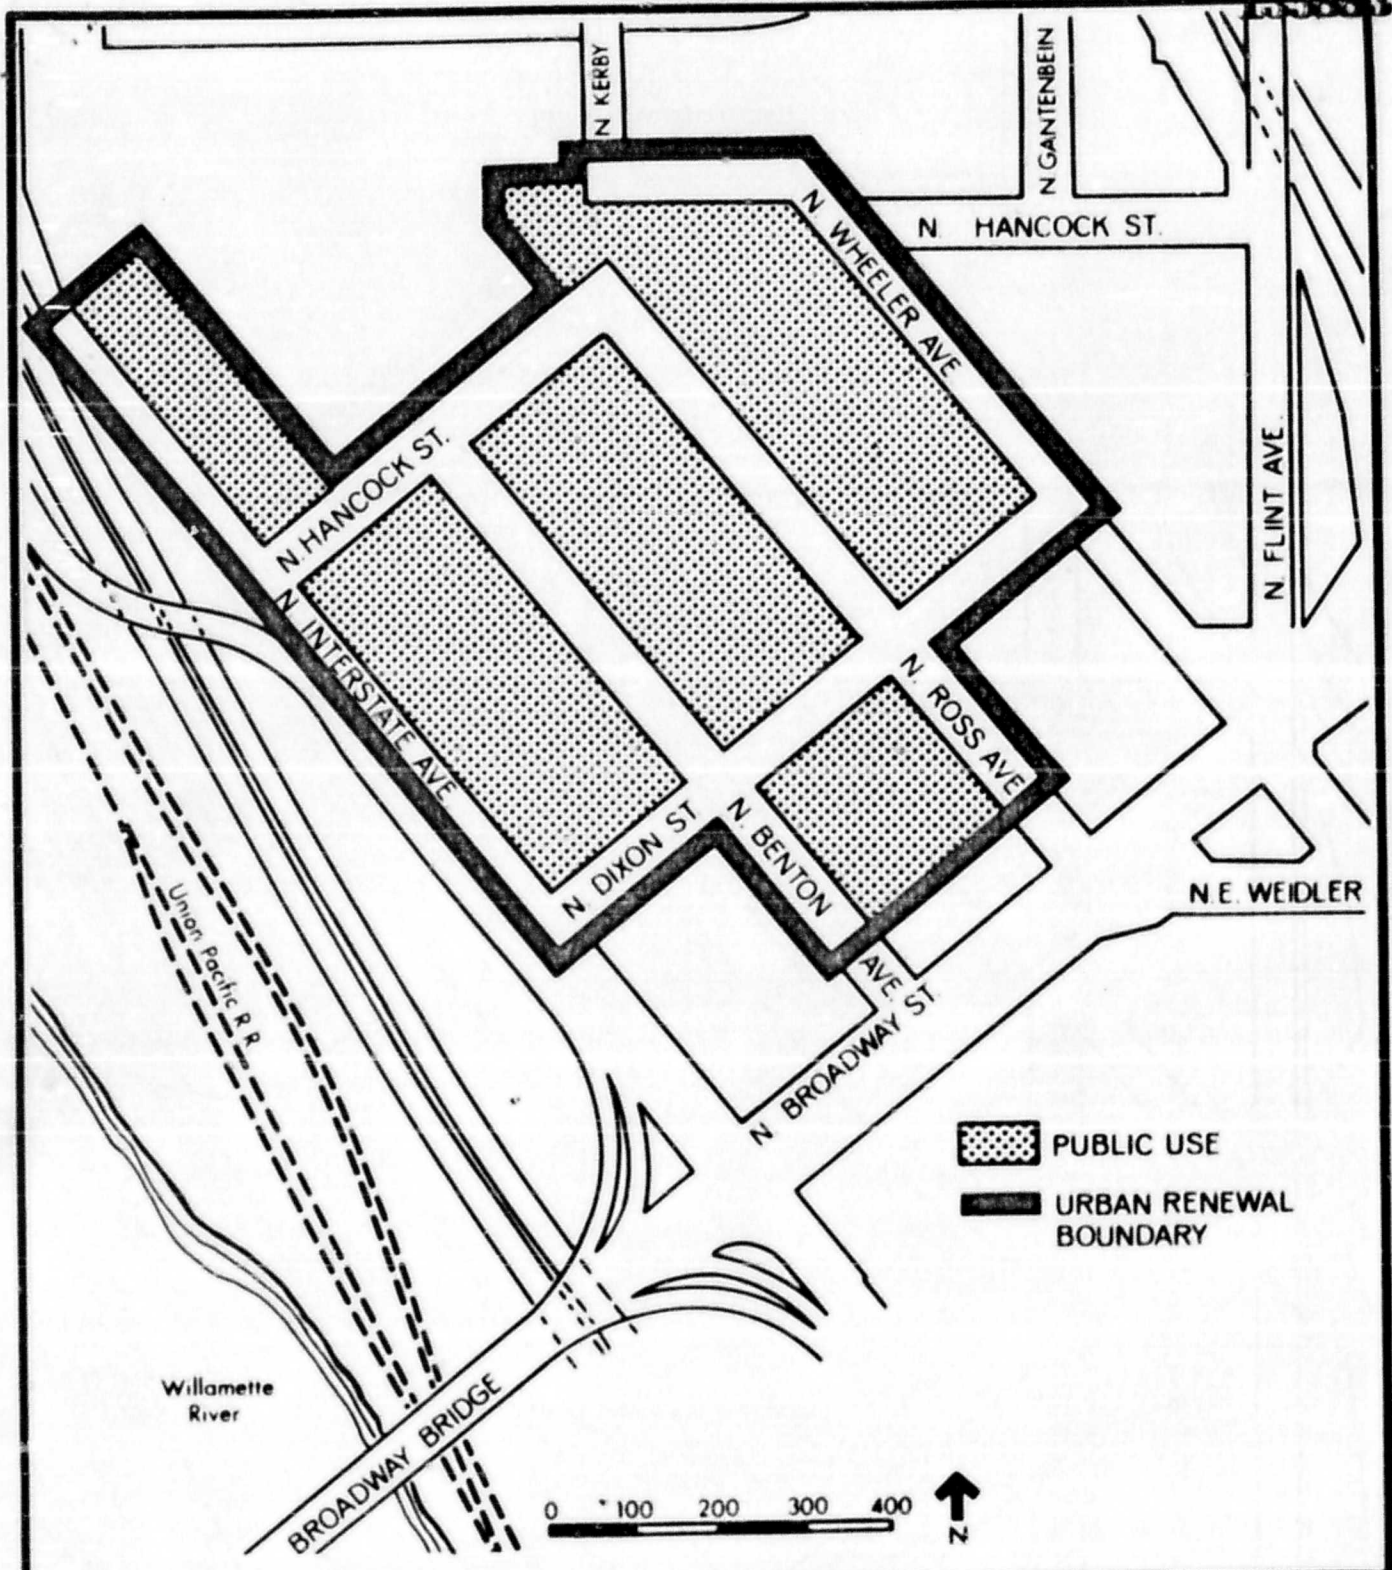 N KERBY
N. GANTENBEIN
N. HANCOCK ST.
N. WHEELER AVE.
N. FLINT AVE.
N. HANCOCK ST.
N. INTERSTATE AVE.
N. ROSS AVE.
N. DIXON ST
N. BENTON AVE.
N. BROADWAY ST.
N.E. WEIDLER
Union Pacific R R
PUBLIC USE
URBAN RENEWAL
BOUNDARY
Willamette
River
BROADWAY BRIDGE
0 100 200 300 400
N